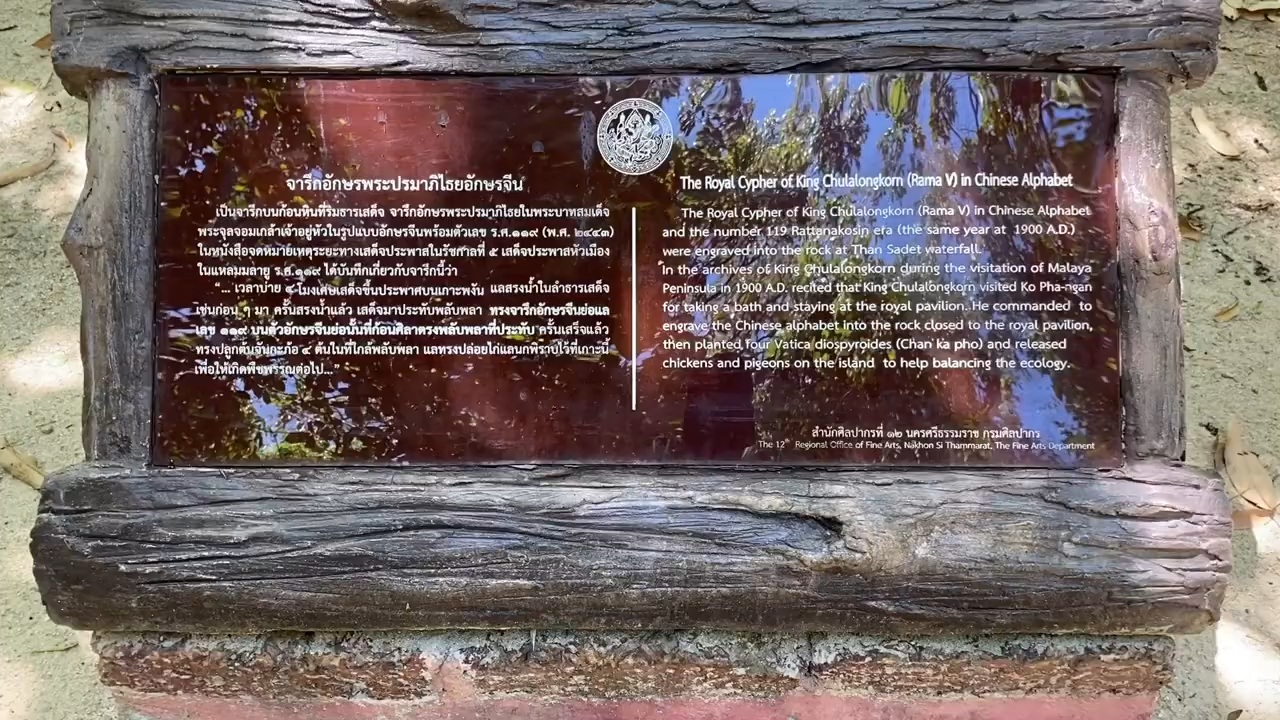 จารึกอักษรพระปรมาภิไธยอักษรจีน
เป็นจารึกบนก้อนหินที่ริมธารเสด็จ จารึกอักษรพระปรมาภิไธยในพระบาทสมเด็จ
พระจุลจอมเกล้าเจ้าอยู่หัวในรูปแบบอักษรจีนพร้อมตัวเลข ร.ศ.๑๑๙ (พ.ศ. ๒๔๔๓)
ในหนังสือจดหมายเหตุระยะทางเสด็จประพาสในรัชกาลที่ ๕ เสด็จประพาสหัวเมือง
ในแหลมมลายู ร.ศ.๑๑๙ ได้บันทึกเกี่ยวกับจารึกนี้ว่า
"... เวลาบ่าย ๔ โมงเศษเสด็จขึ้นประพาศบนเกาะพงัน แลสรงน้ำในลำธารเสด็จ
เช่นก่อน ๆ มา ครั้นสรงน้ำแล้ว เสด็จมาประทับพลับพลา ทรงจารึกอักษรจีนย่อแล
เลข ๑๑๙ บนตัวอักษรจีนย่อนั้นที่ก้อนศิลาตรงพลับพลาที่ประทับ ครั้นเสร็จแล้ว
ทรงปลูกต้นจันกะภ้อ ๔ ต้นในที่ใกล้พลับพลา แลทรงปล่อยไก่แลนกพิราบไว้ที่เกาะนี้
เพื่อให้เกิดพืชพรรณต่อไป..."
The Royal Cypher of King Chulalongkorn (Rama V) in Chinese Alphabet
The Royal Cypher of King Chulalongkorn (Rama V) in Chinese Alphabet
and the number 119 Rattanakosin era (the same year at 1900 A.D.)
were engraved into the rock at Than Sadet waterfall.
In the archives of King Chulalongkorn during the visitation of Malaya
Peninsula in 1900 A.D. recited that King Chulalongkorn visited Ko Pha-ngan
for taking a bath and staying at the royal pavilion. He commanded to
engrave the Chinese alphabet into the rock closed to the royal pavilion,
then planted four Vatica diospyroides (Chan ka pho) and released
chickens and pigeons on the island to help balancing the ecology.
สำนักศิลปากรที่ ๑๒ นครศรีธรรมราช กรมศิลปากร
The 12th Regional Office of Fine Arts, Nakhon Si Thammarat, The Fine Arts Department